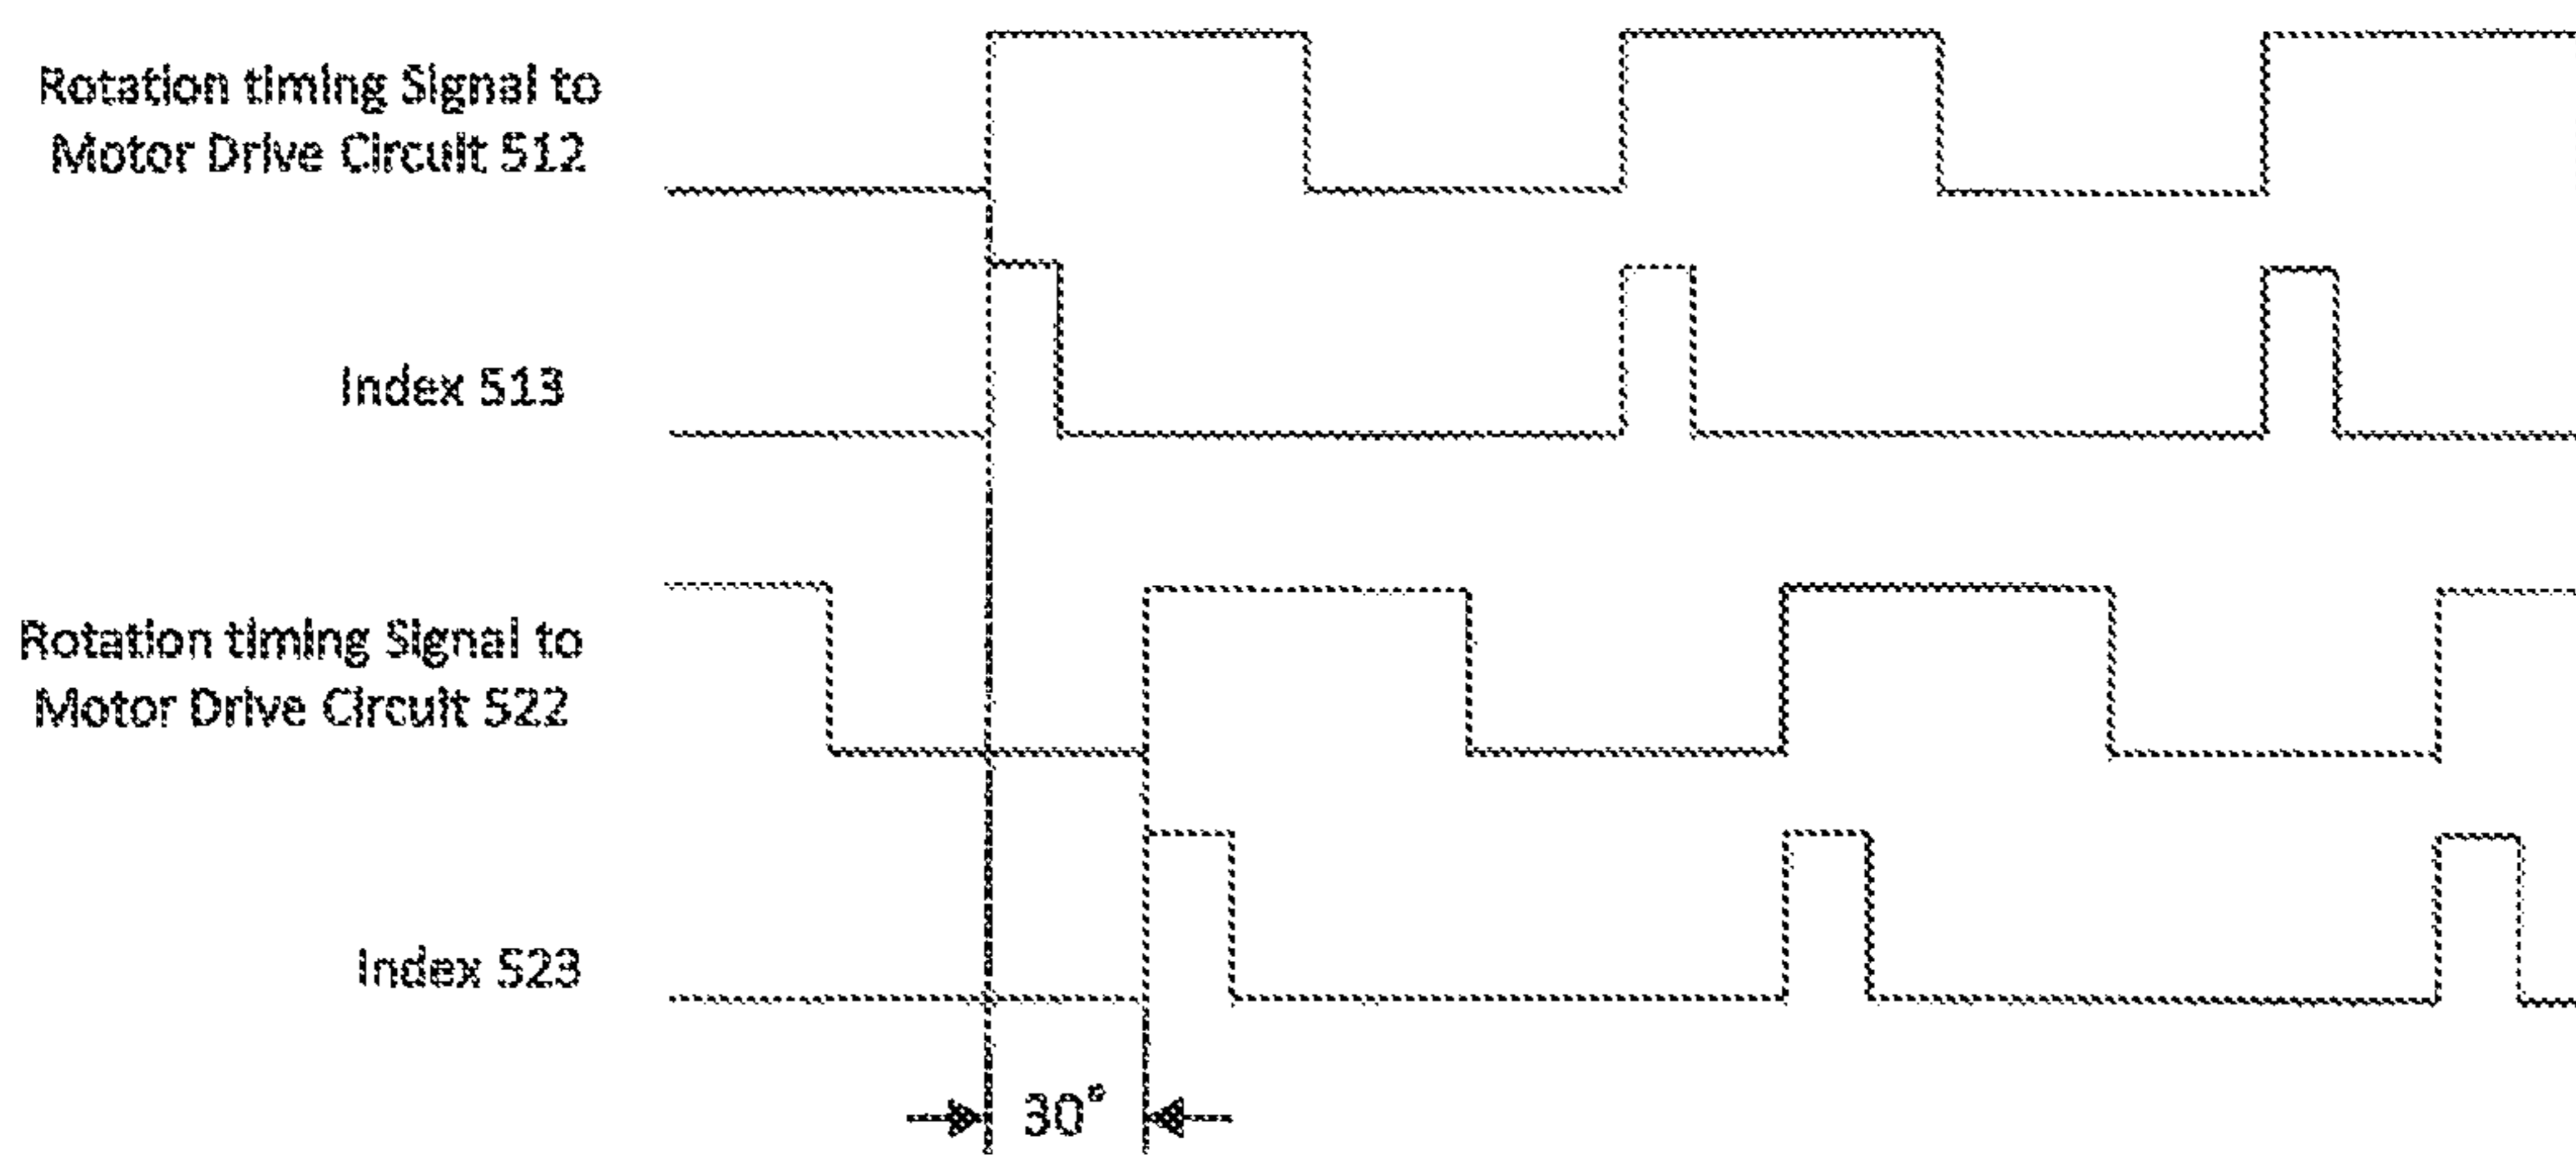 Rotation timing Signal to
Motor Drive Circuit 512
Index 513
Rotation timing Signal to
Motor Drive Circuit 522
Index 523
30°